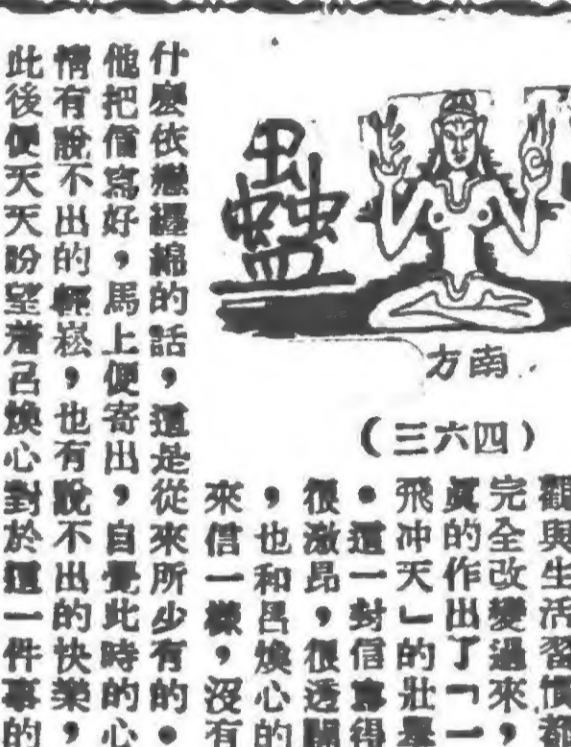 蠱
南方
（四六三）
觀與生活習慣都
完全改變過來，
眞的作出了「一
飛冲天」的壯舉
。這一封信寫得
很激昂，很透闢
，也和呂煥心的
來信一樣，沒有
什麽依戀纒綿的話，這是從來所少有的。
他把信寫好，馬上便寄出，自覺此時的心
情有說不出的輕鬆，也有說不出的快樂，
此後便天天盼望着呂煥心對於這一件事的